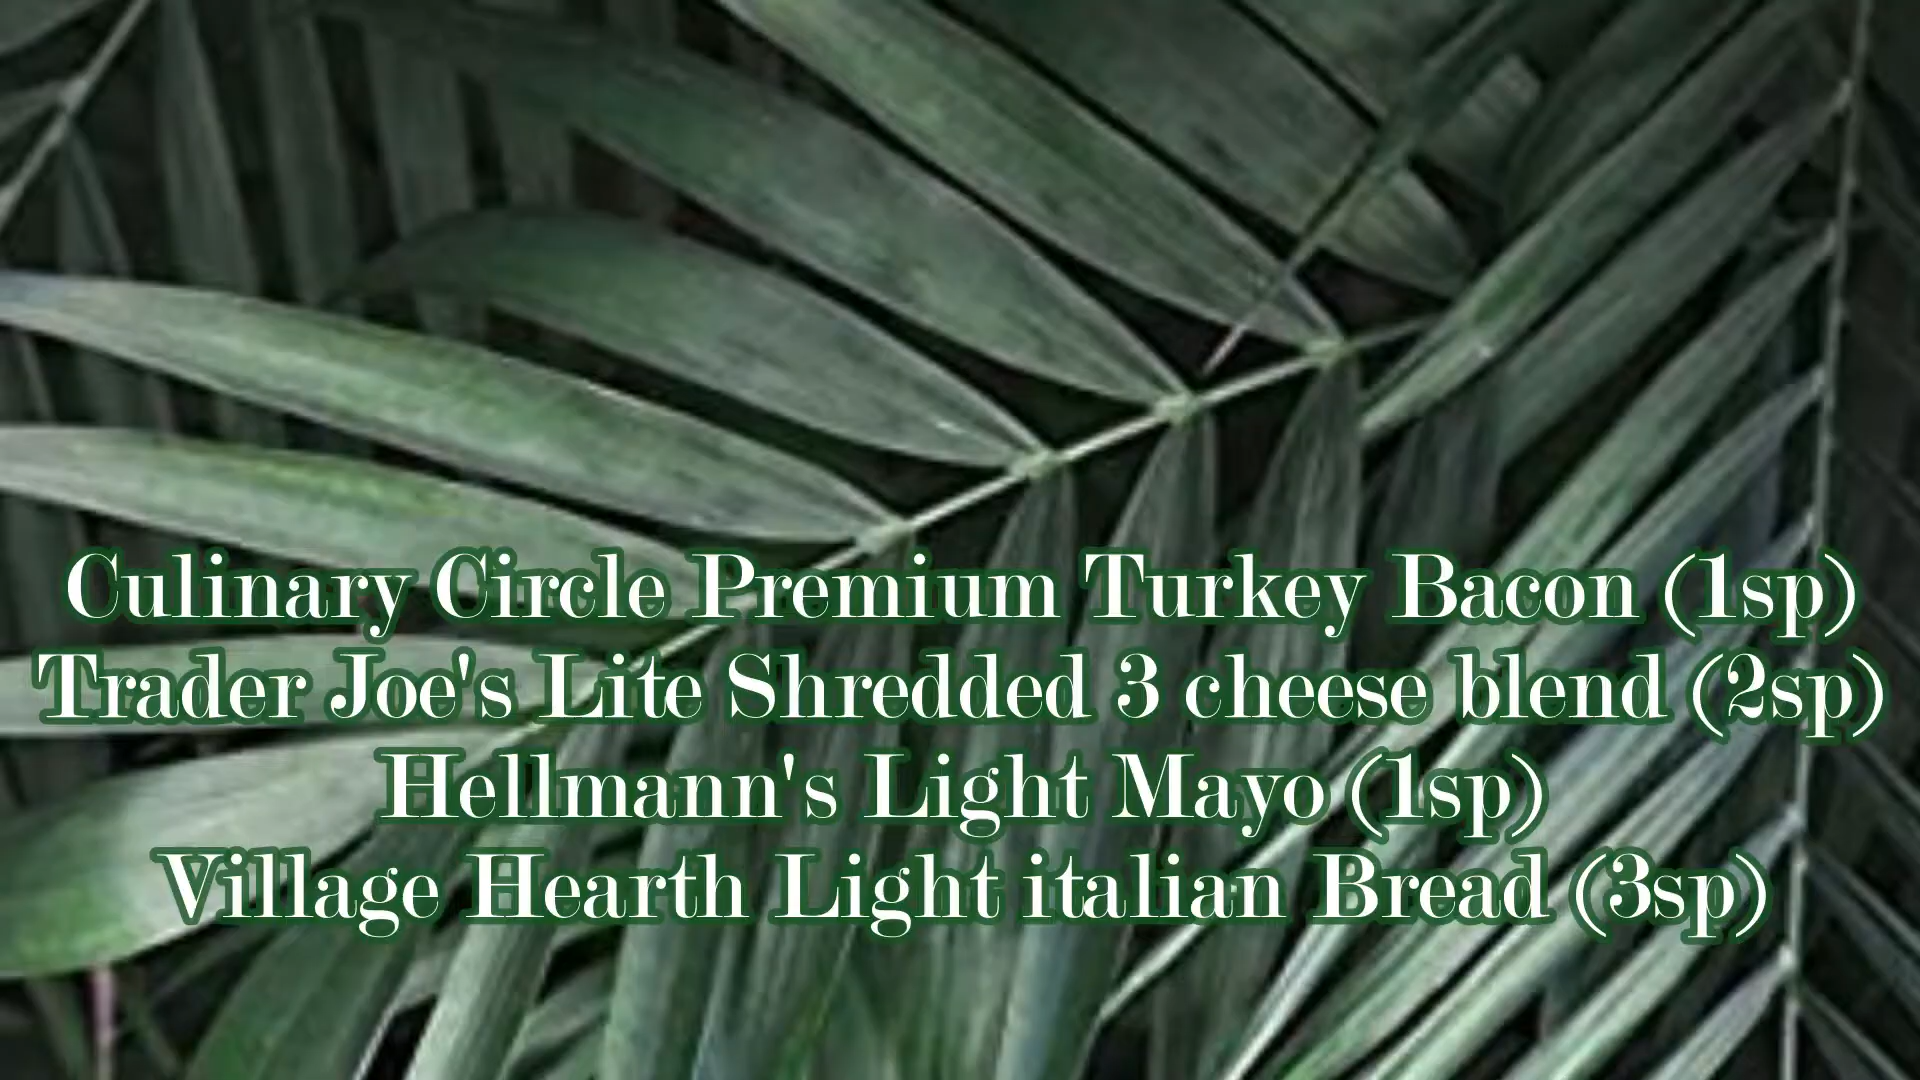 Culinary Circle Premium Turkey Bacon (1sp)
Trader Joe's Lite Shredded 3 cheese blend (2sp)
Hellmann's Light Mayo (1sp)
Village Hearth Light italian Bread (3sp)